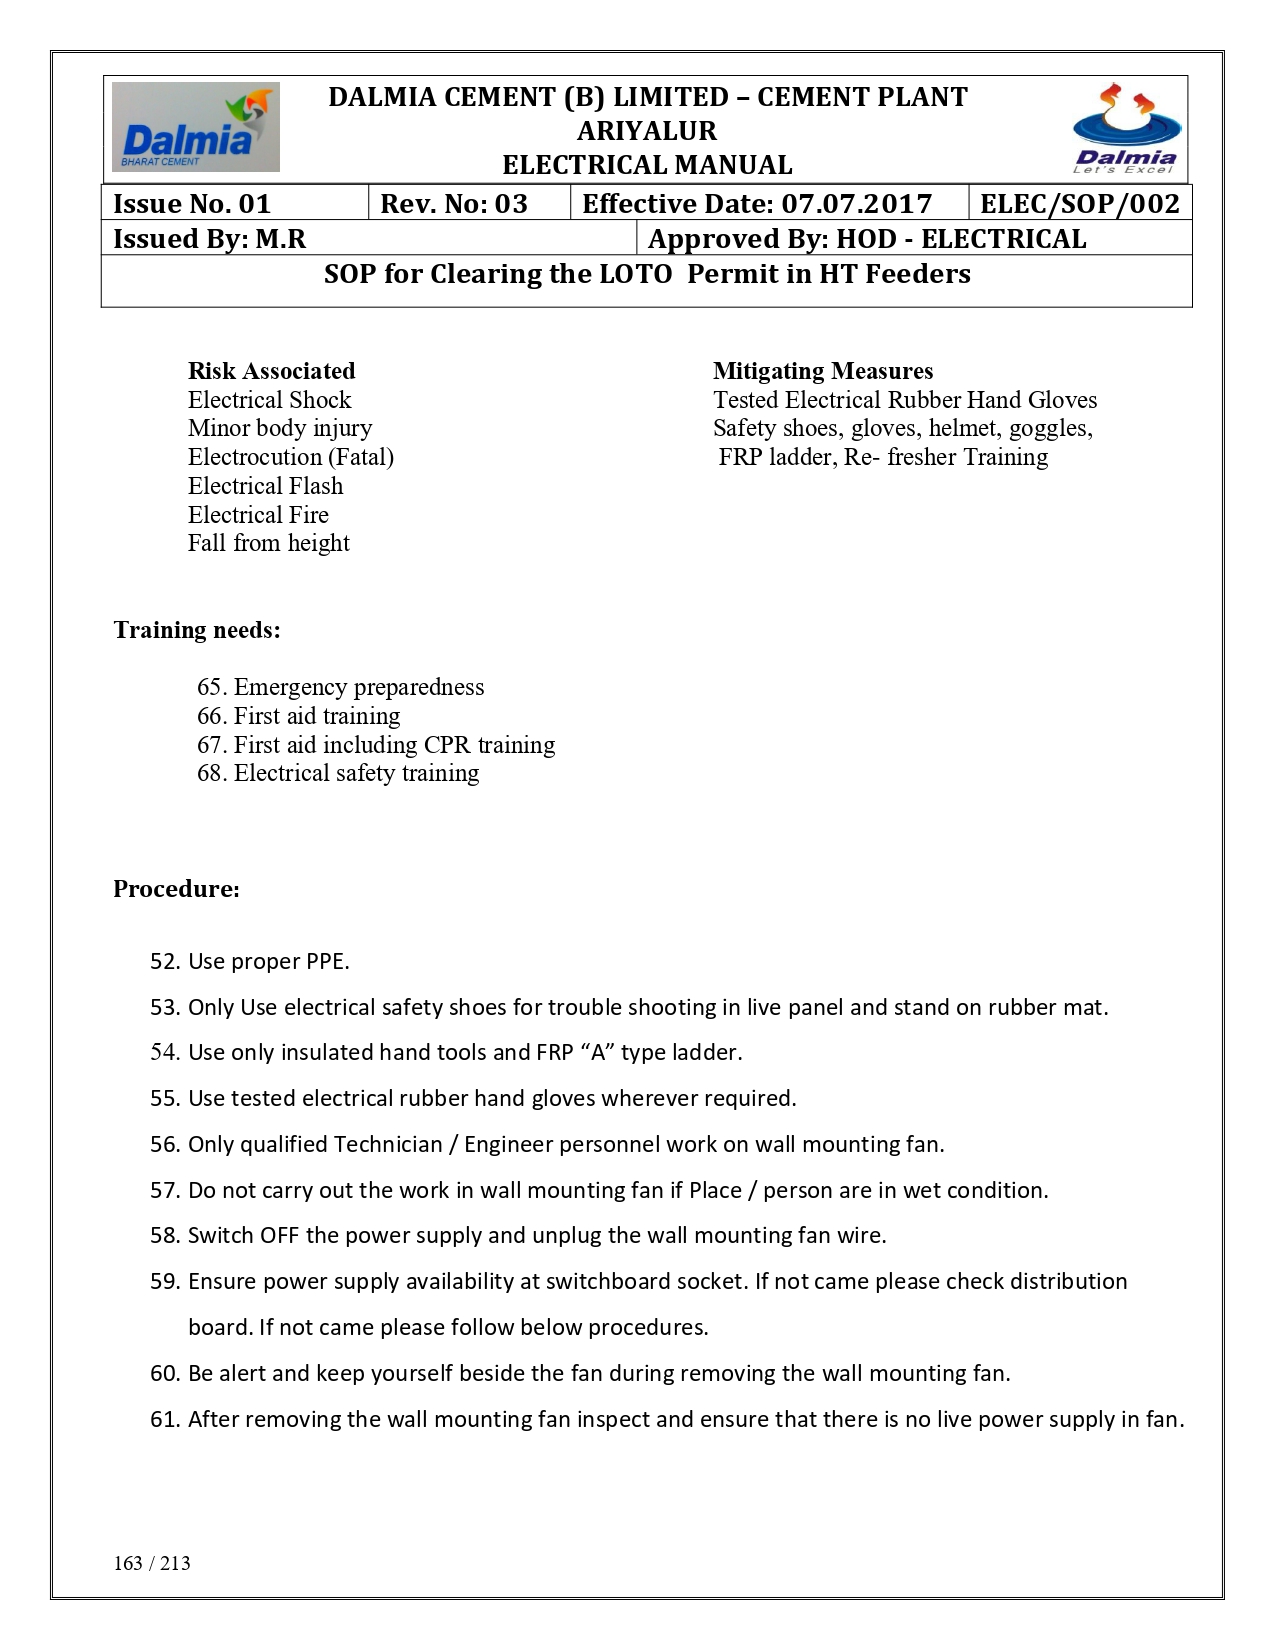 Dalmia
BHARAT CEMENT
DALMIA CEMENT (B) LIMITED – CEMENT PLANT
ARIYALUR
ELECTRICAL MANUAL
Dalmia
Let's Excel
Issue No. 01 Rev. No: 03 Effective Date: 07.07.2017 ELEC/SOP/002
Issued By: M.R Approved By: HOD - ELECTRICAL
SOP for Clearing the LOTO  Permit in HT Feeders
Risk Associated Mitigating Measures
Electrical Shock Tested Electrical Rubber Hand Gloves
Minor body injury Safety shoes, gloves, helmet, goggles,
Electrocution (Fatal) FRP ladder, Re- fresher Training
Electrical Flash
Electrical Fire
Fall from height
Training needs:
65. Emergency preparedness
66. First aid training
67. First aid including CPR training
68. Electrical safety training
Procedure:
52. Use proper PPE.
53. Only Use electrical safety shoes for trouble shooting in live panel and stand on rubber mat.
54. Use only insulated hand tools and FRP “A” type ladder.
55. Use tested electrical rubber hand gloves wherever required.
56. Only qualified Technician / Engineer personnel work on wall mounting fan.
57. Do not carry out the work in wall mounting fan if Place / person are in wet condition.
58. Switch OFF the power supply and unplug the wall mounting fan wire.
59. Ensure power supply availability at switchboard socket. If not came please check distribution
board. If not came please follow below procedures.
60. Be alert and keep yourself beside the fan during removing the wall mounting fan.
61. After removing the wall mounting fan inspect and ensure that there is no live power supply in fan.
163 / 213